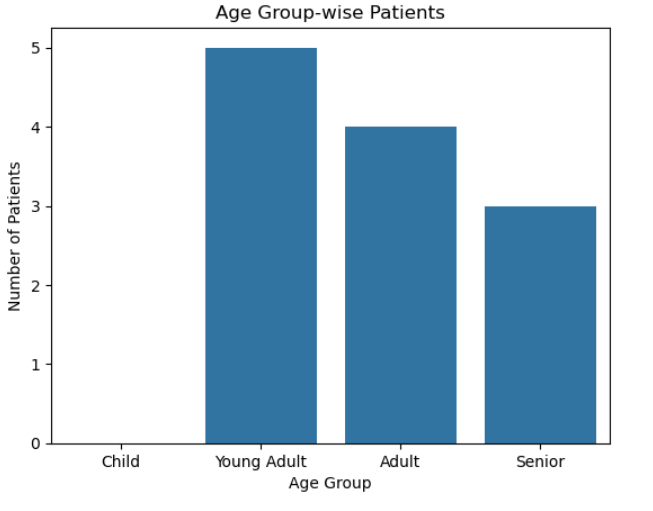 Age Group-wise Patients
Number of Patients
5
4
3
2
1
0
Child Young Adult Adult Senior
Age Group